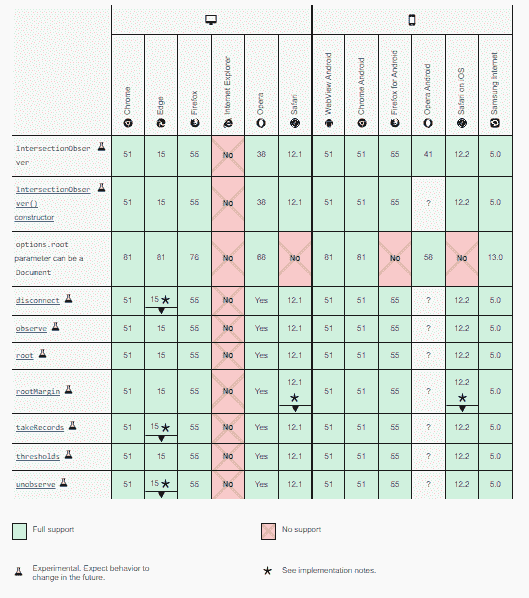 Chrome Edge Firefox Internet Explorer Opera Safari WebView Android Chrome Android Firefox for Android Opera Android Safari on iOS Samsung Internet
IntersectionObser
ver
51 15 55 No 38 12.1 51 51 55 41 12.2 5.0
IntersectionObser
ver()
constructor
51 15 55 No 38 12.1 51 51 55 ? 12.2 5.0
options.root
parameter can be a
Document
81 81 76 No 68 No 81 81 No 58 No 13.0
disconnect 51 15 55 No Yes 12.1 51 51 55 ? 12.2 5.0
observe 51 15 55 No Yes 12.1 51 51 55 ? 12.2 5.0
root 51 15 55 No Yes 12.1 51 51 55 ? 12.2 5.0
rootMargin 51 15 55 No Yes 12.1 51 51 55 ? 12.2 5.0
takeRecords 51 15 55 No Yes 12.1 51 51 55 ? 12.2 5.0
thresholds 51 15 55 No Yes 12.1 51 51 55 ? 12.2 5.0
unobserve 51 15 55 No Yes 12.1 51 51 55 ? 12.2 5.0
Full support
No support
Experimental. Expect behavior to
change in the future.
See implementation notes.